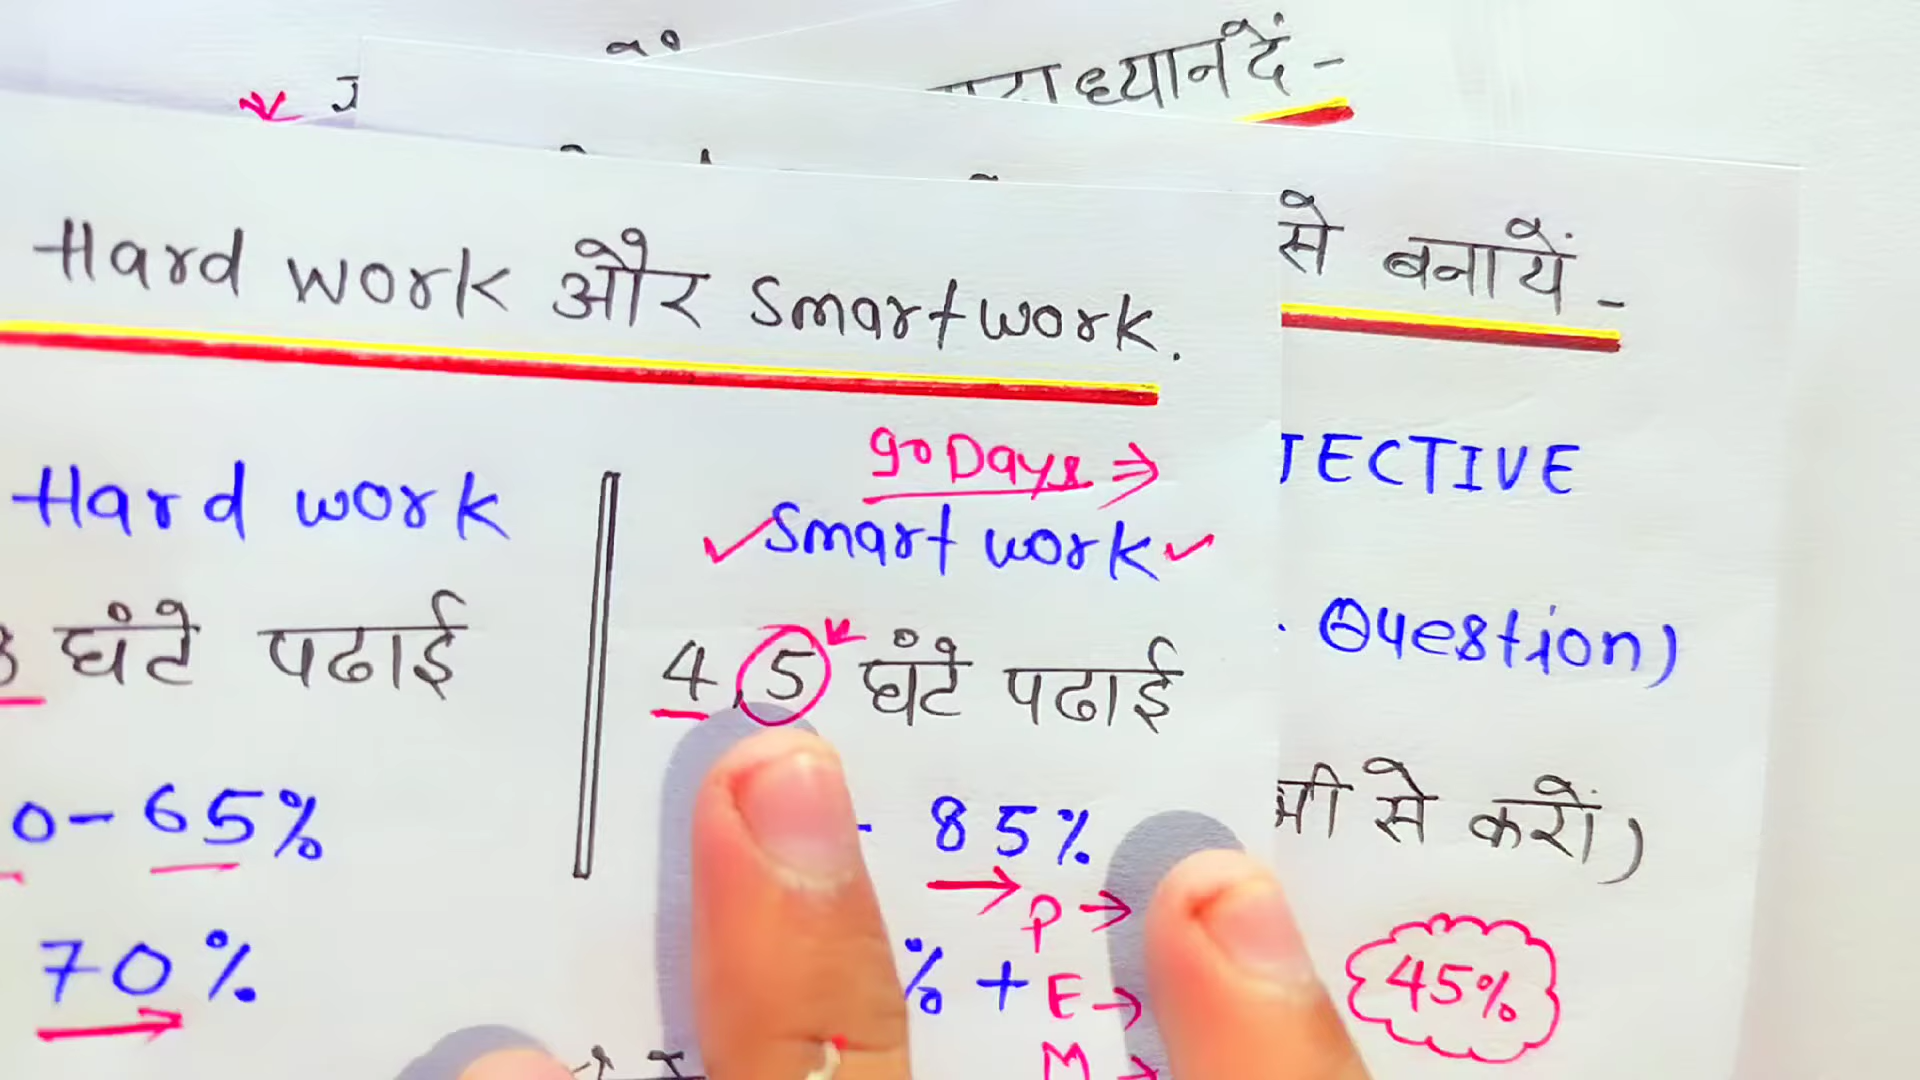 ध्यान दें -
से बनायें -
Hard work और Smart work.
TECTIVE
Question)
मी से करो)
45%
Hard work
घंटे पढाई
0 - 65%
70%
90 Days ⇒
✓ Smart work ✓
4, 5 घंटे पढाई
- 85%
P →
% + E →
M →